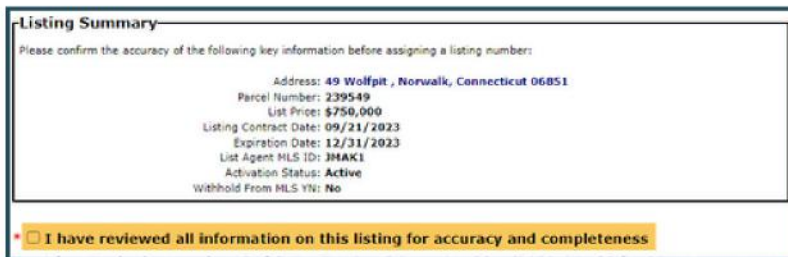 Listing Summary
Please confirm the accuracy of the following key information before assigning a listing number:
Address: 49 Wolfpit , Norwalk, Connecticut 06851
Parcel Number: 239549
List Price: $750,000
Listing Contract Date: 09/21/2023
Expiration Date: 12/31/2023
List Agent MLS ID: JMAK1
Activation Status: Active
Withhold From MLS YN: No
* I have reviewed all information on this listing for accuracy and completeness